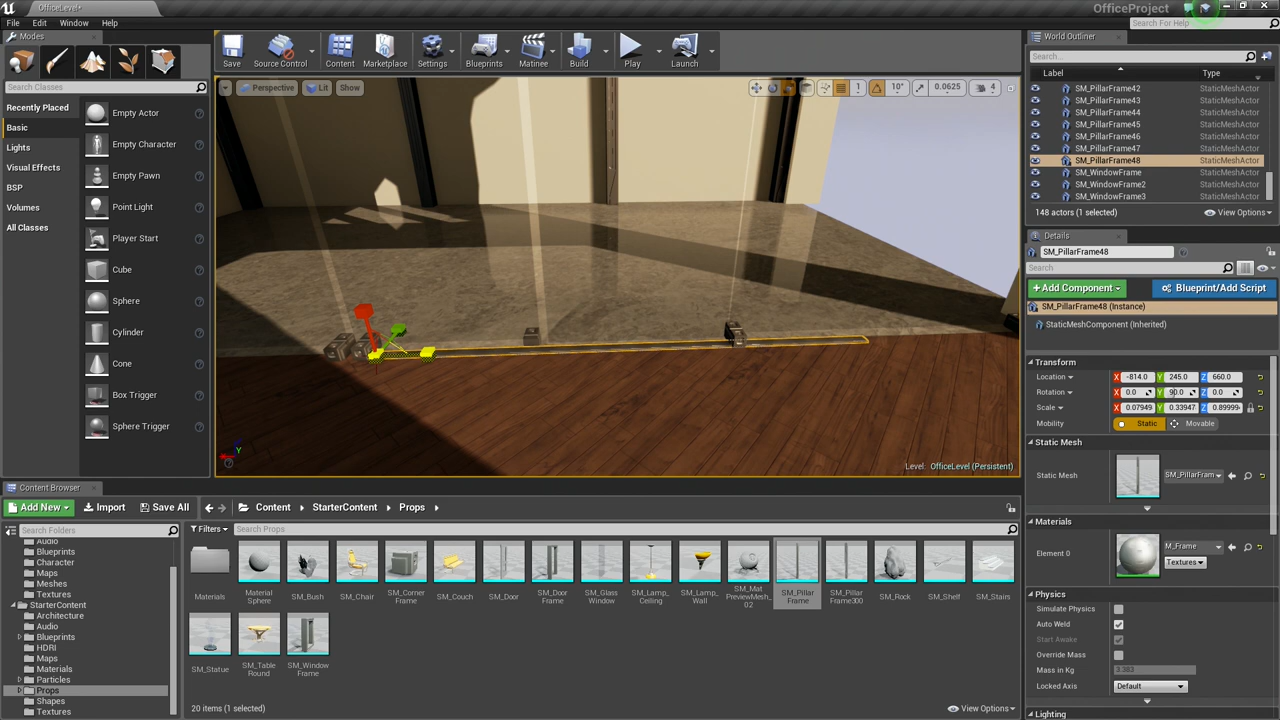 OfficeLevel*
OfficeProject
File
Edit
Window
Help
Search For Help
Modes
Search Classes
Recently Placed
Basic
Lights
Visual Effects
BSP
Volumes
All Classes
Empty Actor
Empty Character
Empty Pawn
Point Light
Player Start
Cube
Sphere
Cylinder
Cone
Box Trigger
Sphere Trigger
Save
Source Control
Content
Marketplace
Settings
Blueprints
Matinee
Build
Play
Launch
Perspective
Lit
Show
1
10°
0.0625
4
Level: OfficeLevel (Persistent)
World Outliner
Search...
Label
Type
SM_PillarFrame42 StaticMeshActor
SM_PillarFrame43 StaticMeshActor
SM_PillarFrame44 StaticMeshActor
SM_PillarFrame45 StaticMeshActor
SM_PillarFrame46 StaticMeshActor
SM_PillarFrame47 StaticMeshActor
SM_PillarFrame48 StaticMeshActor
SM_WindowFrame StaticMeshActor
SM_WindowFrame2 StaticMeshActor
SM_WindowFrame3 StaticMeshActor
148 actors (1 selected)
View Options
Details
SM_PillarFrame48
Search
+Add Component
Blueprint/Add Script
SM_PillarFrame48 (Instance)
StaticMeshComponent (Inherited)
Transform
Location X -814.0 Y 245.0 Z 660.0
Rotation X 0.0 Y 90.0 Z 0.0
Scale X 0.07949 Y 0.33947 Z 0.89999
Mobility Static Movable
Static Mesh
Static Mesh
SM_PillarFram
Materials
Element 0
M_Frame
Textures
Physics
Simulate Physics
Auto Weld
Start Awake
Override Mass
Mass in Kg
Locked Axis
Default
Lighting
Content Browser
Add New
Import
Save All
Content
StarterContent
Props
Search Folders
Filters
Search Props
Audio
Blueprints
Character
Maps
Meshes
Textures
StarterContent
Architecture
Audio
Blueprints
HDRI
Maps
Materials
Particles
Props
Shapes
Textures
Materials
Material
Sphere
SM_Bush
SM_Chair
SM_Corner
Frame
SM_Couch
SM_Door
SM_Door
Frame
SM_Glass
Window
SM_Lamp_
Ceiling
SM_Lamp_
Wall
SM_Mat
PreviewMesh_
02
SM_Pillar
Frame
SM_Pillar
Frame300
SM_Rock
SM_Shelf
SM_Stairs
SM_Statue
SM_Table
Round
SM_Window
Frame
20 items (1 selected)
View Options